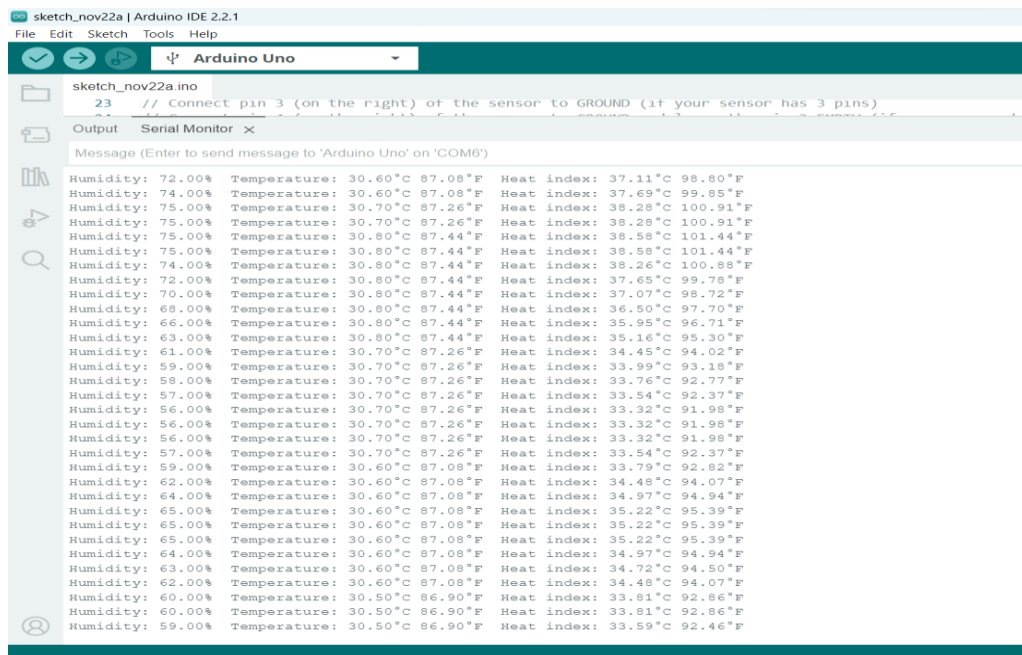 sketch_nov22a | Arduino IDE 2.2.1
File Edit Sketch Tools Help
Arduino Uno
sketch_nov22a.ino
23 // Connect pin 3 (on the right) of the sensor to GROUND (if your sensor has 3 pins)
Output Serial Monitor
Message (Enter to send message to 'Arduino Uno' on 'COM6')
Humidity: 72.00% Temperature: 30.60°C 87.08°F Heat index: 37.11°C 98.80°F
Humidity: 74.00% Temperature: 30.60°C 87.08°F Heat index: 37.69°C 99.85°F
Humidity: 75.00% Temperature: 30.70°C 87.26°F Heat index: 38.28°C 100.91°F
Humidity: 75.00% Temperature: 30.70°C 87.26°F Heat index: 38.28°C 100.91°F
Humidity: 75.00% Temperature: 30.80°C 87.44°F Heat index: 38.58°C 101.44°F
Humidity: 75.00% Temperature: 30.80°C 87.44°F Heat index: 38.58°C 101.44°F
Humidity: 74.00% Temperature: 30.80°C 87.44°F Heat index: 38.26°C 100.88°F
Humidity: 72.00% Temperature: 30.80°C 87.44°F Heat index: 37.65°C 99.78°F
Humidity: 70.00% Temperature: 30.80°C 87.44°F Heat index: 37.07°C 98.72°F
Humidity: 68.00% Temperature: 30.80°C 87.44°F Heat index: 36.50°C 97.70°F
Humidity: 66.00% Temperature: 30.80°C 87.44°F Heat index: 35.95°C 96.71°F
Humidity: 63.00% Temperature: 30.80°C 87.44°F Heat index: 35.16°C 95.30°F
Humidity: 61.00% Temperature: 30.70°C 87.26°F Heat index: 34.45°C 94.02°F
Humidity: 59.00% Temperature: 30.70°C 87.26°F Heat index: 33.99°C 93.18°F
Humidity: 58.00% Temperature: 30.70°C 87.26°F Heat index: 33.76°C 92.77°F
Humidity: 57.00% Temperature: 30.70°C 87.26°F Heat index: 33.54°C 92.37°F
Humidity: 56.00% Temperature: 30.70°C 87.26°F Heat index: 33.32°C 91.98°F
Humidity: 56.00% Temperature: 30.70°C 87.26°F Heat index: 33.32°C 91.98°F
Humidity: 56.00% Temperature: 30.70°C 87.26°F Heat index: 33.32°C 91.98°F
Humidity: 57.00% Temperature: 30.70°C 87.26°F Heat index: 33.54°C 92.37°F
Humidity: 59.00% Temperature: 30.60°C 87.08°F Heat index: 33.79°C 92.82°F
Humidity: 62.00% Temperature: 30.60°C 87.08°F Heat index: 34.48°C 94.07°F
Humidity: 64.00% Temperature: 30.60°C 87.08°F Heat index: 34.97°C 94.94°F
Humidity: 65.00% Temperature: 30.60°C 87.08°F Heat index: 35.22°C 95.39°F
Humidity: 65.00% Temperature: 30.60°C 87.08°F Heat index: 35.22°C 95.39°F
Humidity: 65.00% Temperature: 30.60°C 87.08°F Heat index: 35.22°C 95.39°F
Humidity: 64.00% Temperature: 30.60°C 87.08°F Heat index: 34.97°C 94.94°F
Humidity: 63.00% Temperature: 30.60°C 87.08°F Heat index: 34.72°C 94.50°F
Humidity: 62.00% Temperature: 30.60°C 87.08°F Heat index: 34.48°C 94.07°F
Humidity: 60.00% Temperature: 30.50°C 86.90°F Heat index: 33.81°C 92.86°F
Humidity: 60.00% Temperature: 30.50°C 86.90°F Heat index: 33.81°C 92.86°F
Humidity: 59.00% Temperature: 30.50°C 86.90°F Heat index: 33.59°C 92.46°F